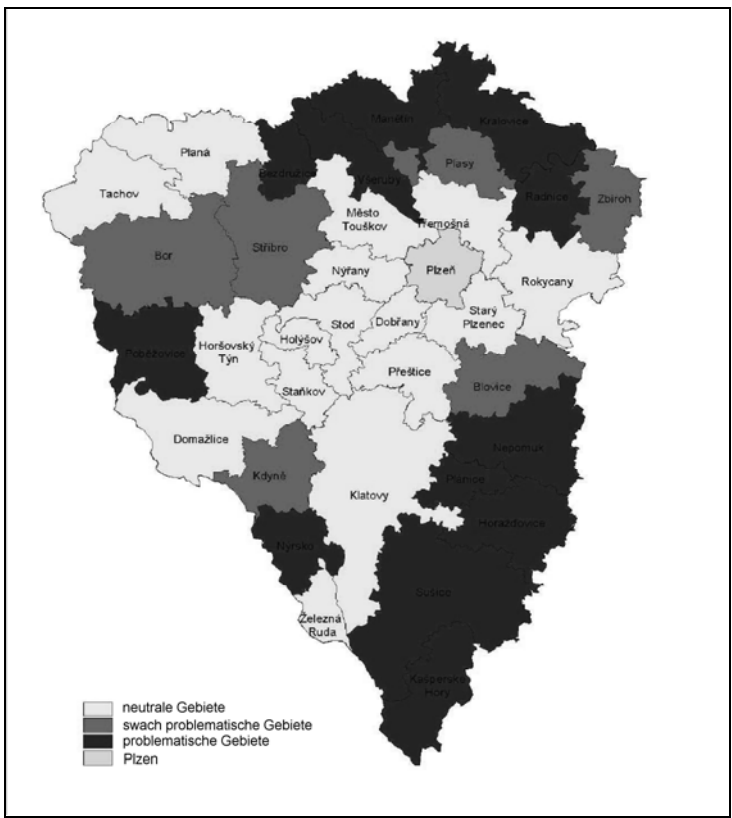 Manětín
Kralovice
Planá
Bezdružice
Všeruby
Plasy
Radnice
Zbiroh
Tachov
Město
Touškov
Třemošná
Bor
Stříbro
Nýřany
Plzeň
Rokycany
Starý
Plzenec
Stod
Dobřany
Holýšov
Horšovský
Týn
Poběžovice
Přeštice
Staňkov
Blovice
Domažlice
Nepomuk
Kdyně
Plánice
Klatovy
Horažďovice
Nýrsko
Sušice
Železná
Ruda
Kašperské
Hory
neutrale Gebiete
swach problematische Gebiete
problematische Gebiete
Plzen